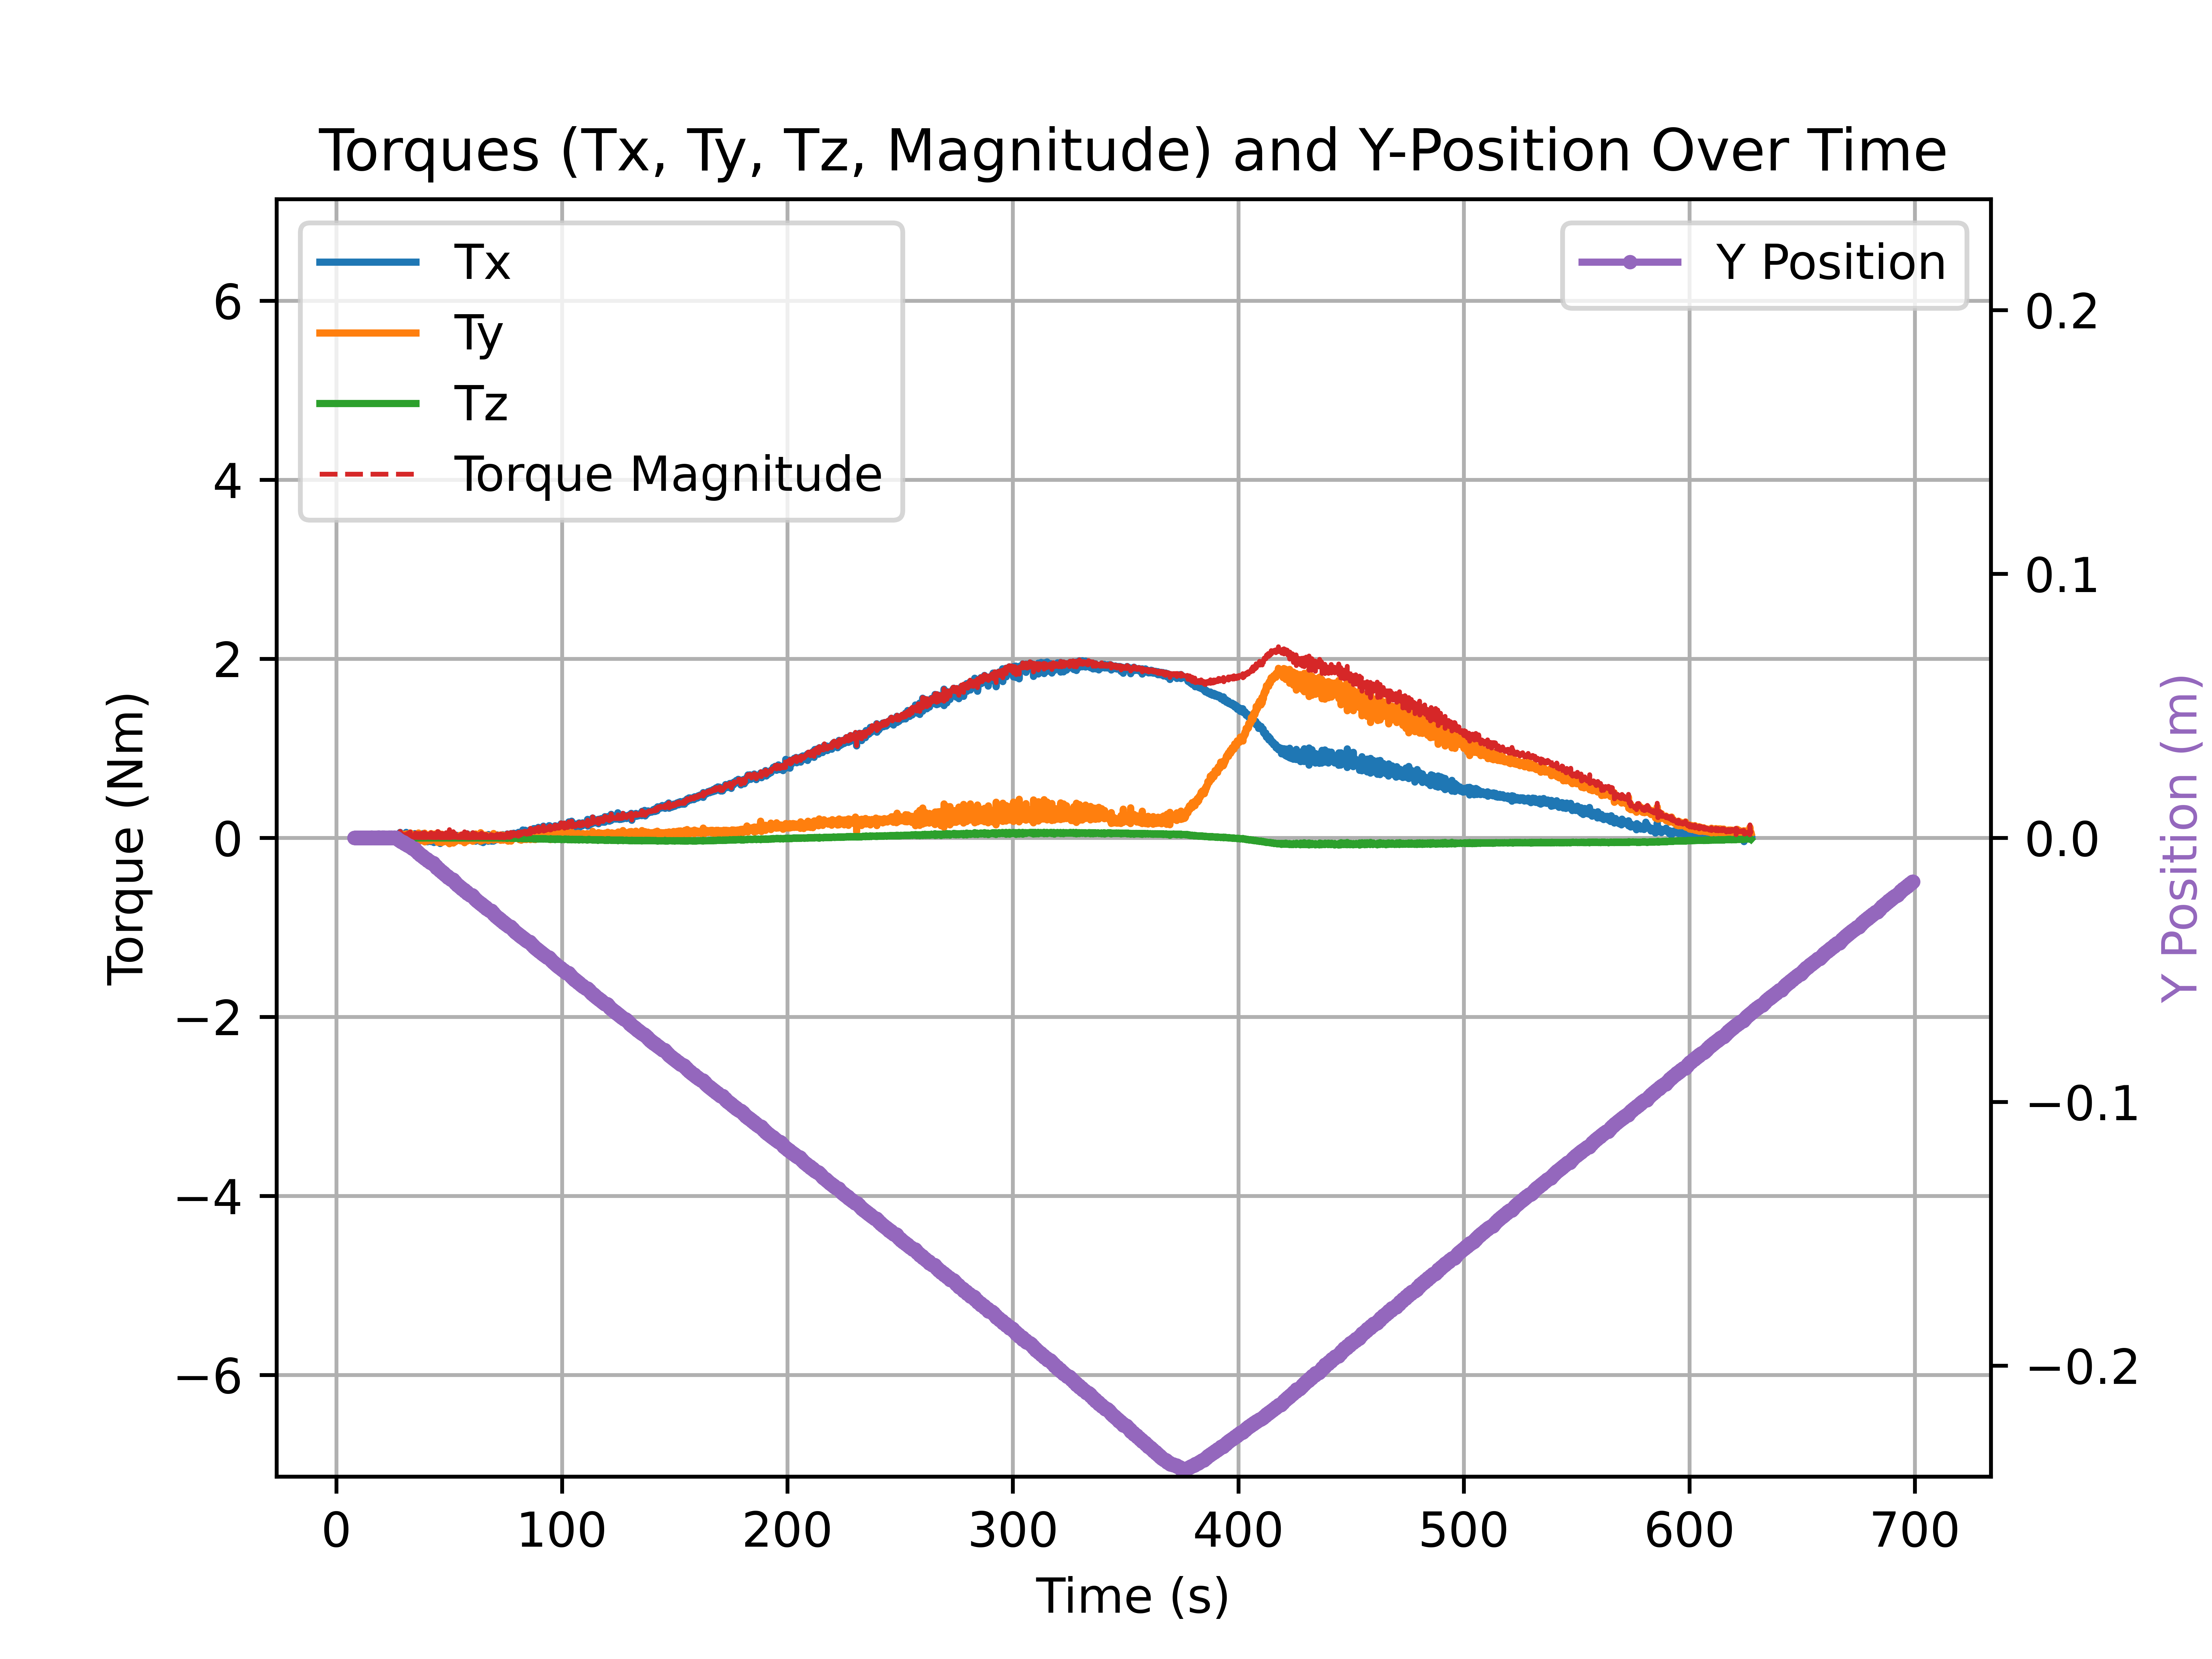 Torques (Tx, Ty, Tz, Magnitude) and Y-Position Over Time
Tx
Ty
Tz
Torque Magnitude
Y Position
6
4
2
0
−2
−4
−6
Torque (Nm)
0.2
0.1
0.0
−0.1
−0.2
Y Position (m)
0 100 200 300 400 500 600 700
Time (s)